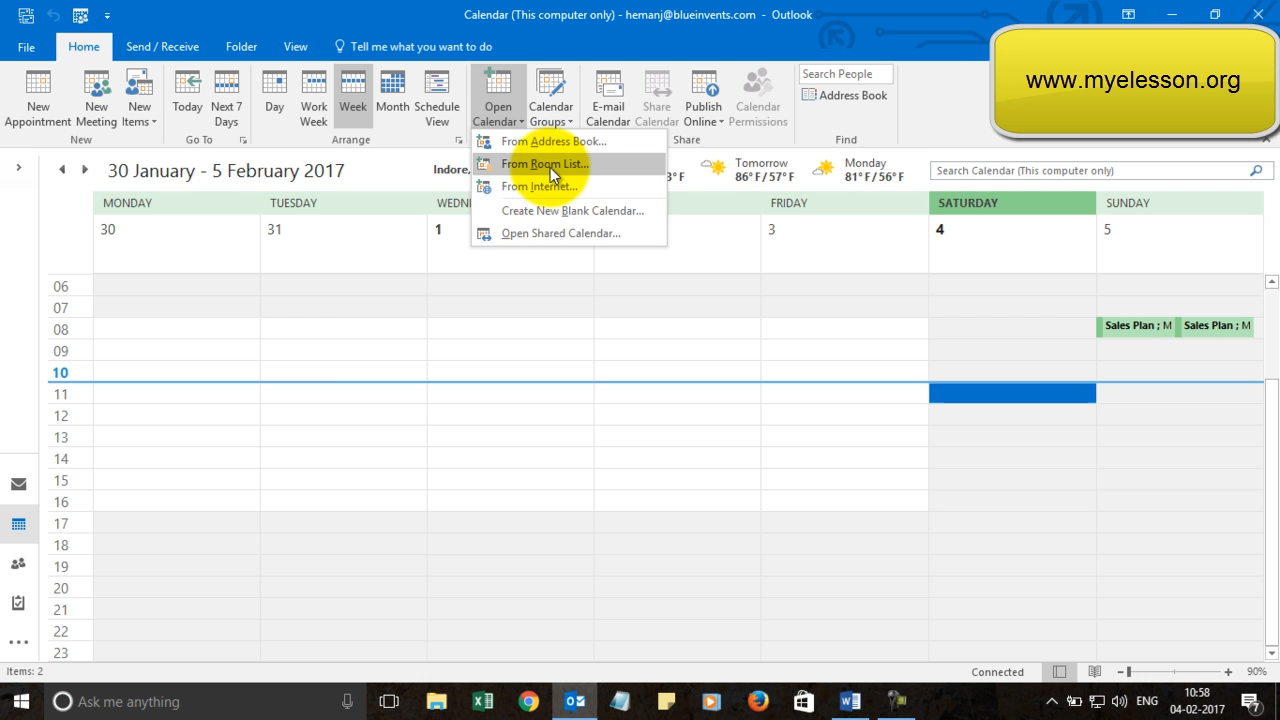 Calendar (This computer only) - hemanj@blueinvents.com - Outlook
File Home Send / Receive Folder View Tell me what you want to do
www.myelesson.org
New Appointment
New Meeting
New Items
Today
Next 7 Days
Day
Work Week
Week
Month
Schedule View
Open Calendar
Calendar Groups
E-mail Calendar
Share Calendar
Publish Online
Calendar Permissions
Search People
Address Book
New Go To Arrange Share Find
From Address Book...
From Room List...
From Internet...
Create New Blank Calendar...
Open Shared Calendar...
30 January - 5 February 2017
Indore,
3°F
Tomorrow
86°F/57°F
Monday
81°F/56°F
Search Calendar (This computer only)
MONDAY TUESDAY WEDN FRIDAY SATURDAY SUNDAY
30 31 1 3 4 5
06
07
08 Sales Plan ; M Sales Plan ; M
09
10
11
12
13
14
15
16
17
18
19
20
21
22
23
Items: 2 Connected 90%
Ask me anything
ENG
10:58
04-02-2017
7